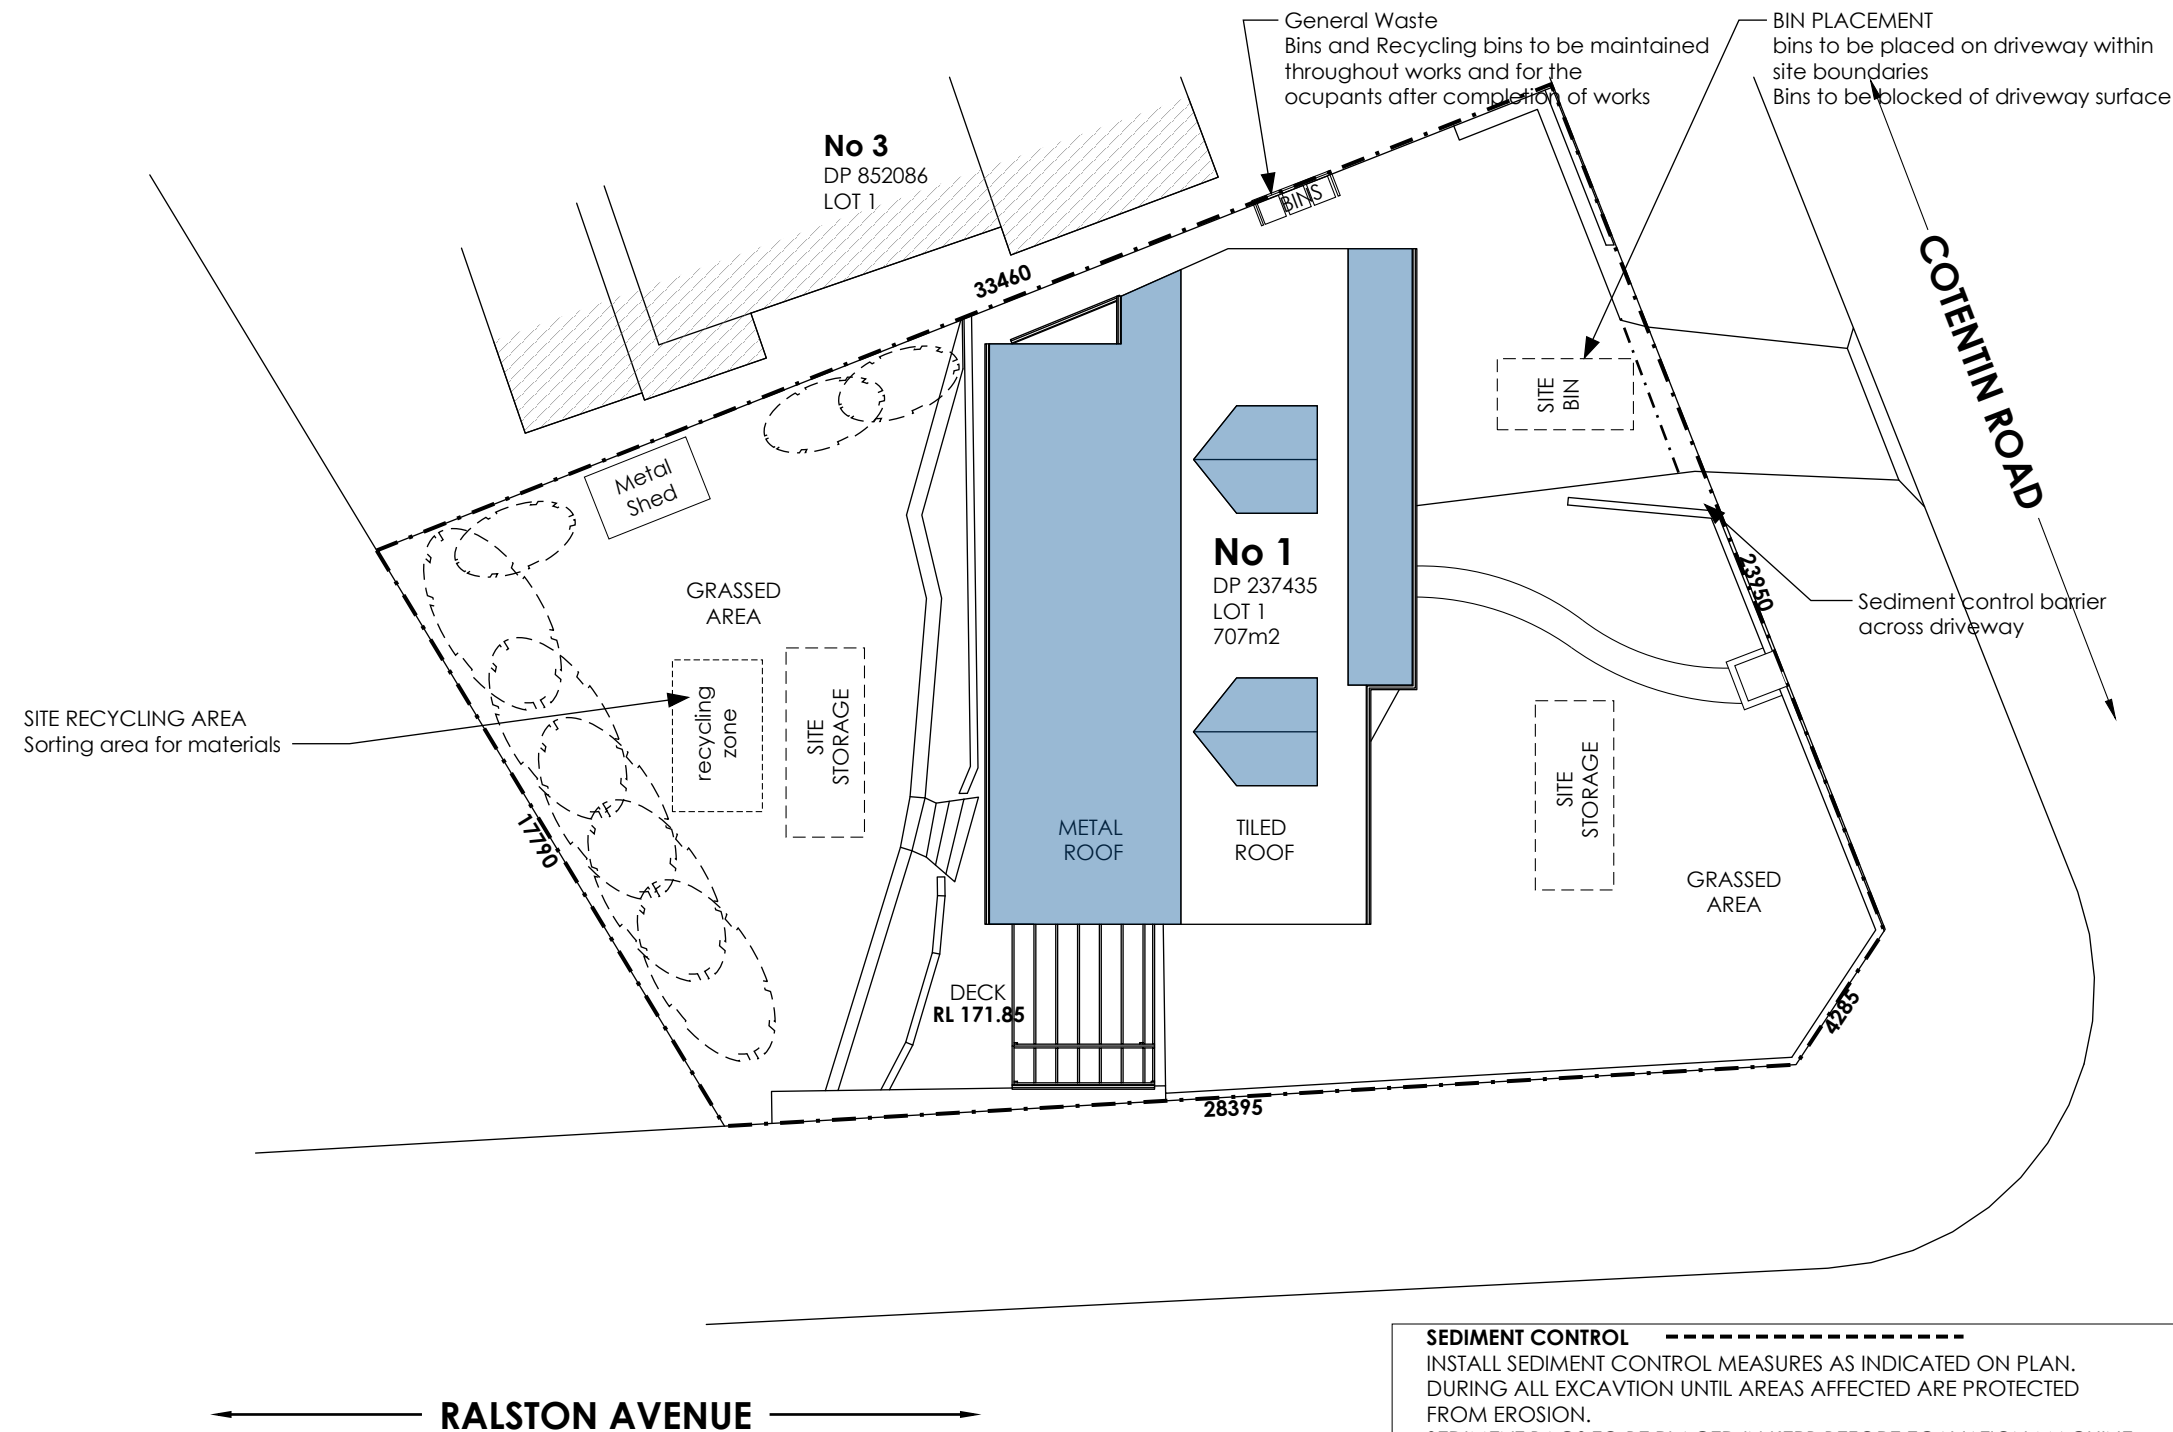 General Waste
Bins and Recycling bins to be maintained
throughout works and for the
ocupants after completion of works
BIN PLACEMENT
bins to be placed on driveway within
site boundaries
Bins to be blocked of driveway surface
No 3
DP 852086
LOT 1
BINS
33460
COTENTIN ROAD
SITE
BIN
Metal
Shed
GRASSED
AREA
No 1
DP 237435
LOT 1
707m2
23950
Sediment control barrier
across driveway
SITE RECYCLING AREA
Sorting area for materials
recycling
zone
SITE
STORAGE
SITE
STORAGE
METAL
ROOF
TILED
ROOF
17790
GRASSED
AREA
DECK
RL 171.85
4285
28395
RALSTON AVENUE
SEDIMENT CONTROL
INSTALL SEDIMENT CONTROL MEASURES AS INDICATED ON PLAN.
DURING ALL EXCAVTION UNTIL AREAS AFFECTED ARE PROTECTED
FROM EROSION.